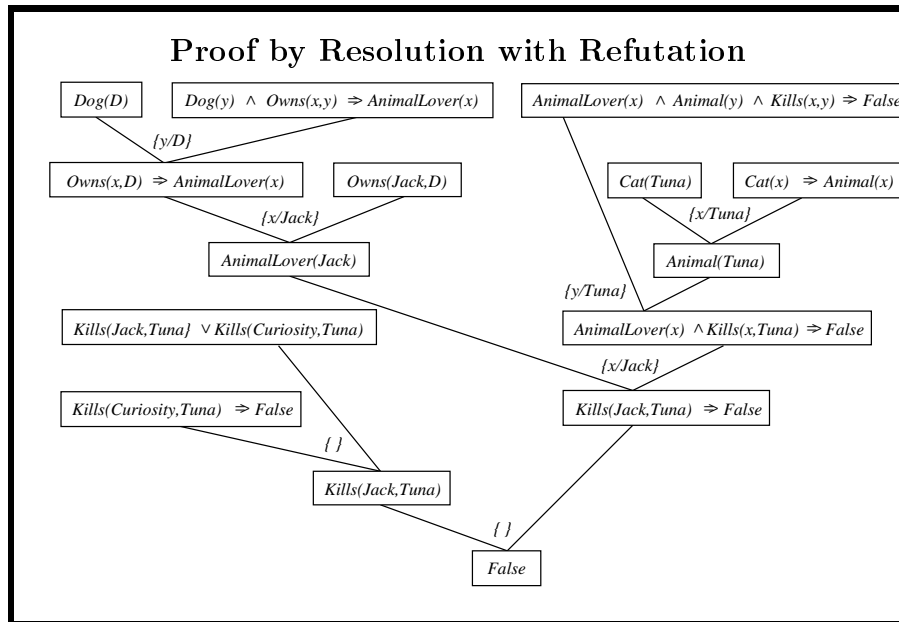 Proof by Resolution with Refutation
Dog(D)
Dog(y) ∧ Owns(x,y) ⇒ AnimalLover(x)
AnimalLover(x) ∧ Animal(y) ∧ Kills(x,y) ⇒ False
{y/D}
Owns(x,D) ⇒ AnimalLover(x)
Owns(Jack,D)
Cat(Tuna)
Cat(x) ⇒ Animal(x)
{x/Jack}
{x/Tuna}
AnimalLover(Jack)
Animal(Tuna)
{y/Tuna}
Kills(Jack,Tuna} ∨ Kills(Curiosity,Tuna)
AnimalLover(x) ∧ Kills(x,Tuna) ⇒ False
{x/Jack}
Kills(Curiosity,Tuna) ⇒ False
Kills(Jack,Tuna) ⇒ False
{ }
Kills(Jack,Tuna)
{ }
False